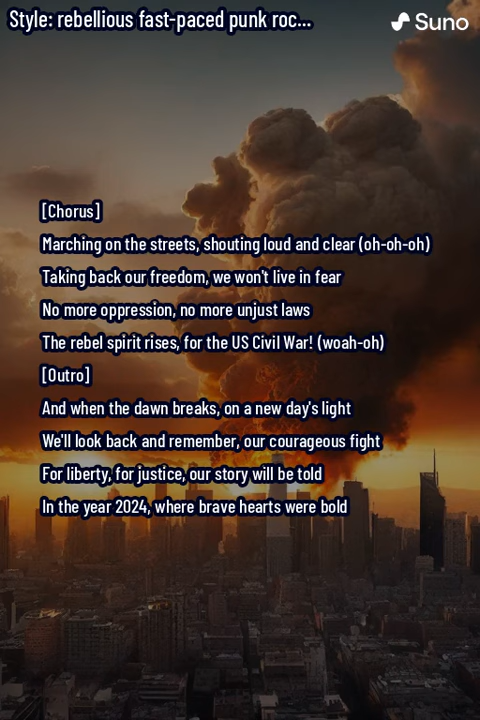 Style: rebellious fast-paced punk roc...
Suno
[Chorus]
Marching on the streets, shouting loud and clear (oh-oh-oh)
Taking back our freedom, we won't live in fear
No more oppression, no more unjust laws
The rebel spirit rises, for the US Civil War! (woah-oh)
[Outro]
And when the dawn breaks, on a new day's light
We'll look back and remember, our courageous fight
For liberty, for justice, our story will be told
In the year 2024, where brave hearts were bold